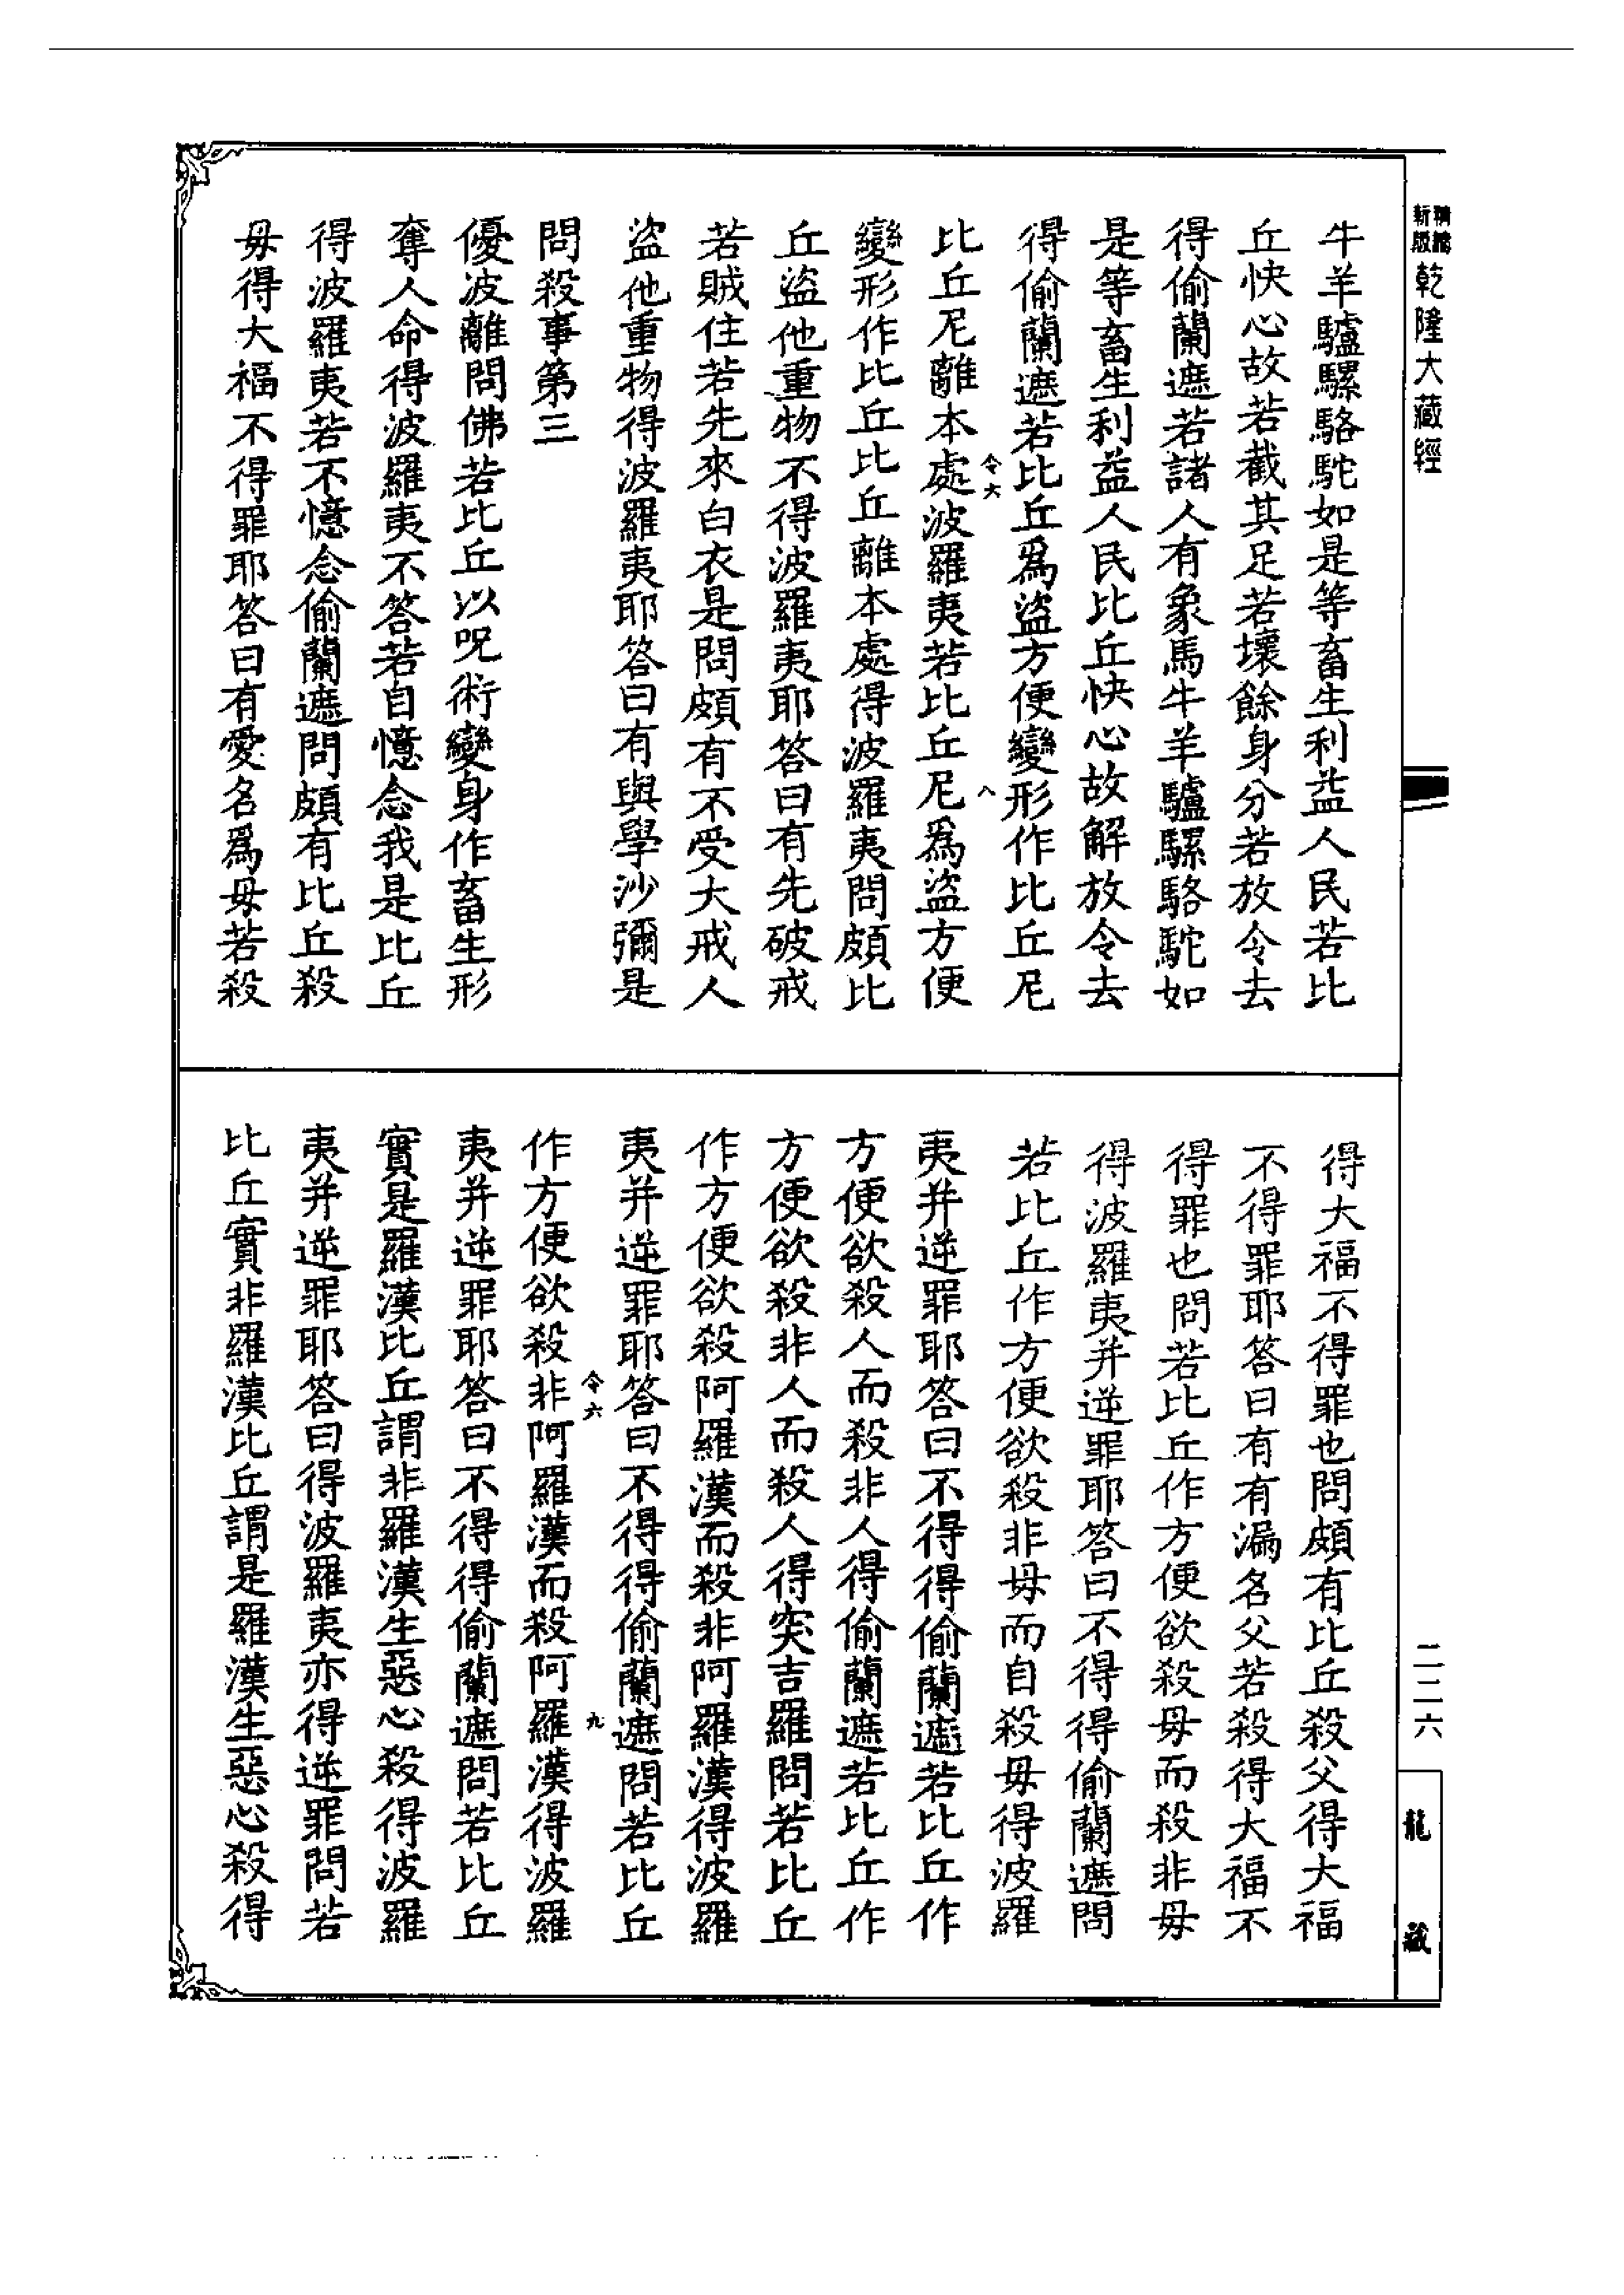 精縮新版乾隆大藏經
牛羊驢騾駱駝如是等畜生利益人民若比
丘快心故若截其足若壞餘身分若放令去
得偷蘭遮若諸人有象馬牛羊驢騾駱駝如
是等畜生利益人民比丘快心故解放令去
得偷蘭遮若比丘爲盜方便變形作比丘尼
令六
八
比丘尼離本處波羅夷若比丘尼爲盜方便
變形作比丘比丘離本處得波羅夷問頗比
丘盜他重物不得波羅夷耶答曰有先破戒
若賊住若先來白衣是問頗有不受大戒人
盜他重物得波羅夷耶答曰有與學沙彌是
問殺事第三
優波離問佛若比丘以呪術變身作畜生形
奪人命得波羅夷不答若自憶念我是比丘
得波羅夷若不憶念偷蘭遮問頗有比丘殺
毋得大福不得罪耶答曰有愛名爲毋若殺
得大福不得罪也問頗有比丘殺父得大福
不得罪耶答曰有有漏名父若殺得大福不
得罪也問若比丘作方便欲殺毋而殺非毋
得波羅夷并逆罪耶答曰不得得偷蘭遮問
若比丘作方便欲殺非毋而自殺毋得波羅
夷并逆罪耶答曰不得得偷蘭遮若比丘作
方便欲殺人而殺非人得偷蘭遮若比丘作
方便欲殺非人而殺人得突吉羅問若比丘
作方便欲殺阿羅漢而殺非阿羅漢得波羅
夷并逆罪耶答曰不得得偷蘭遮問若比丘
令六
九
作方便欲殺非阿羅漢而殺阿羅漢得波羅
夷并逆罪耶答曰不得得偷蘭遮問若比丘
實是羅漢比丘謂非羅漢生惡心殺得波羅
夷并逆罪耶答曰得波羅夷亦得逆罪問若
比丘實非羅漢比丘謂是羅漢生惡心殺得
二二六
龍藏